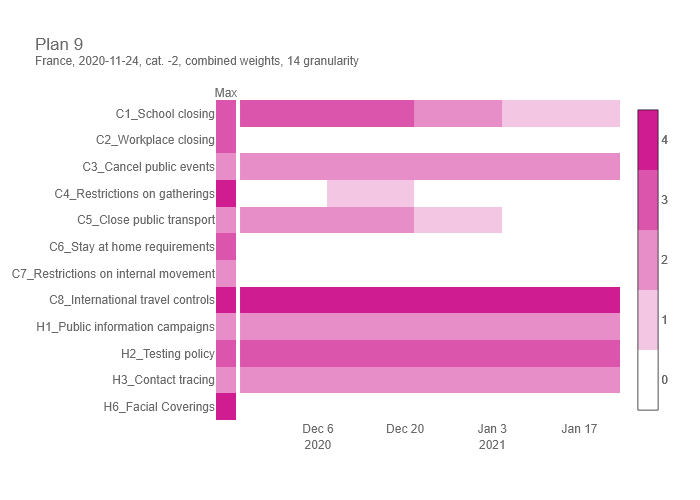 Plan 9
France, 2020-11-24, cat. -2, combined weights, 14 granularity
Max
C1_School closing
C2_Workplace closing
C3_Cancel public events
C4_Restrictions on gatherings
C5_Close public transport
C6_Stay at home requirements
C7_Restrictions on internal movement
C8_International travel controls
H1_Public information campaigns
H2_Testing policy
H3_Contact tracing
H6_Facial Coverings
4
3
2
1
0
Dec 6 Dec 20 Jan 3 Jan 17
2020 2021